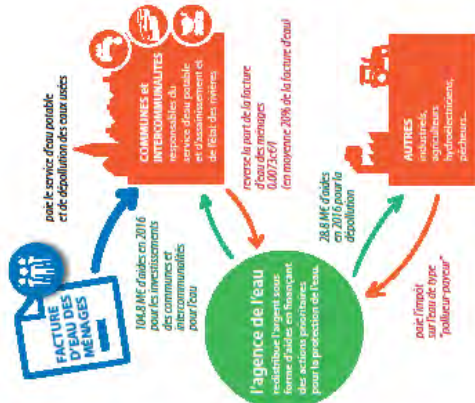 FACTURE
D'EAU DES
MÉNAGES
paie le service d'eau potable
et de dépollution des eaux usées
COMMUNES et
INTERCOMMUNALITES
responsables du
service d'eau potable
et d'assainissement et
de l'état des rivières
104.8 M€ d'aides en 2016
pour les investissements
des communes et
intercommunalités
pour l'eau
reverse la part de la facture
d'eau des ménages
0.0073c€/l
(en moyenne 20% de la facture d'eau)
l'agence de l'eau
redistribue l'argent sous
forme d'aides en finançant
des actions prioritaires
pour la protection de l'eau.
28.8 M€ d'aides
en 2016 pour la
dépollution
AUTRES
industriels,
agriculteurs
hydroélectriciens,
pêcheurs...
paie l'impôt
sur l'eau de type
"pollueur-payeur"